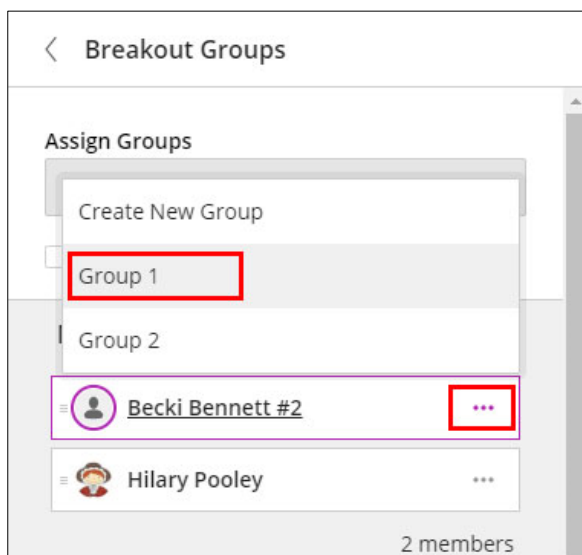 Breakout Groups
Assign Groups
Create New Group
Group 1
Group 2
Becki Bennett #2
Hilary Pooley
2 members